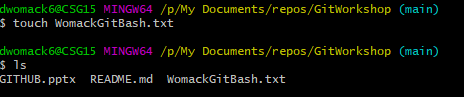 dwomack6@CSG15 MINGW64 /p/My Documents/repos/GitWorkshop (main)
$ touch WomackGitBash.txt
dwomack6@CSG15 MINGW64 /p/My Documents/repos/GitWorkshop (main)
$ ls
GITHUB.pptx  README.md  WomackGitBash.txt